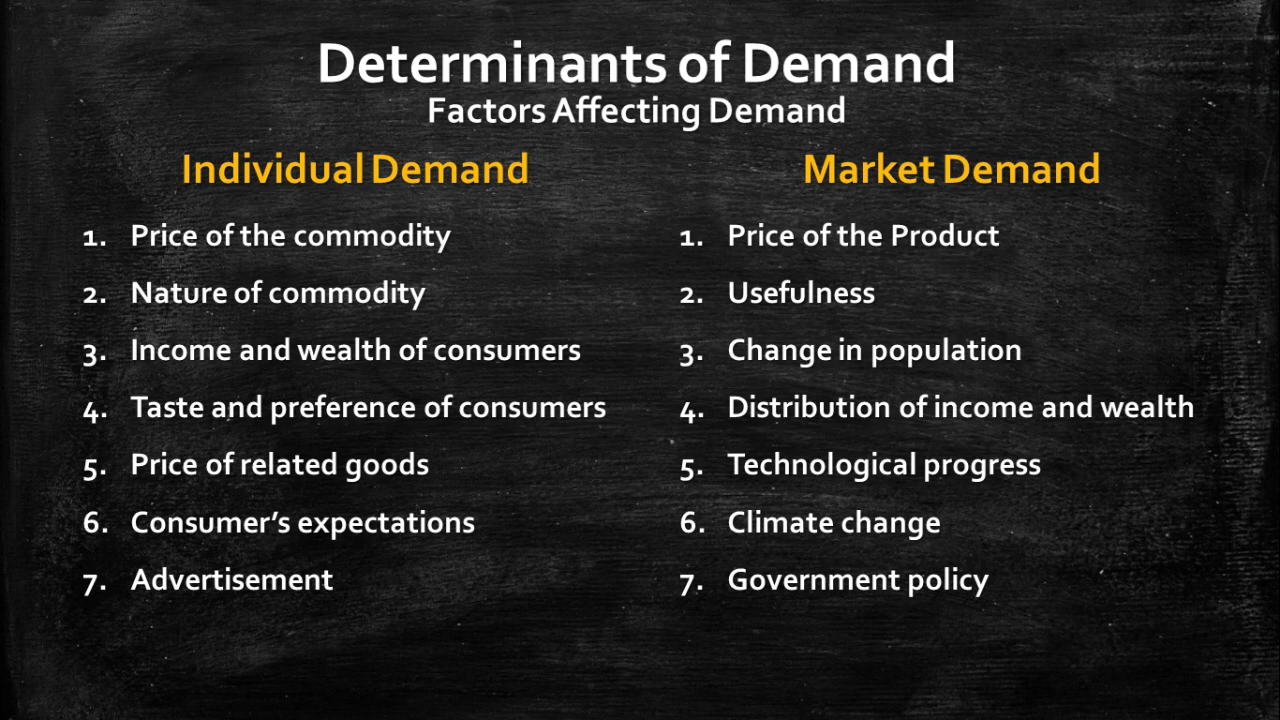 Determinants of Demand
Factors Affecting Demand
Individual Demand
1. Price of the commodity
2. Nature of commodity
3. Income and wealth of consumers
4. Taste and preference of consumers
5. Price of related goods
6. Consumer’s expectations
7. Advertisement
Market Demand
1. Price of the Product
2. Usefulness
3. Change in population
4. Distribution of income and wealth
5. Technological progress
6. Climate change
7. Government policy